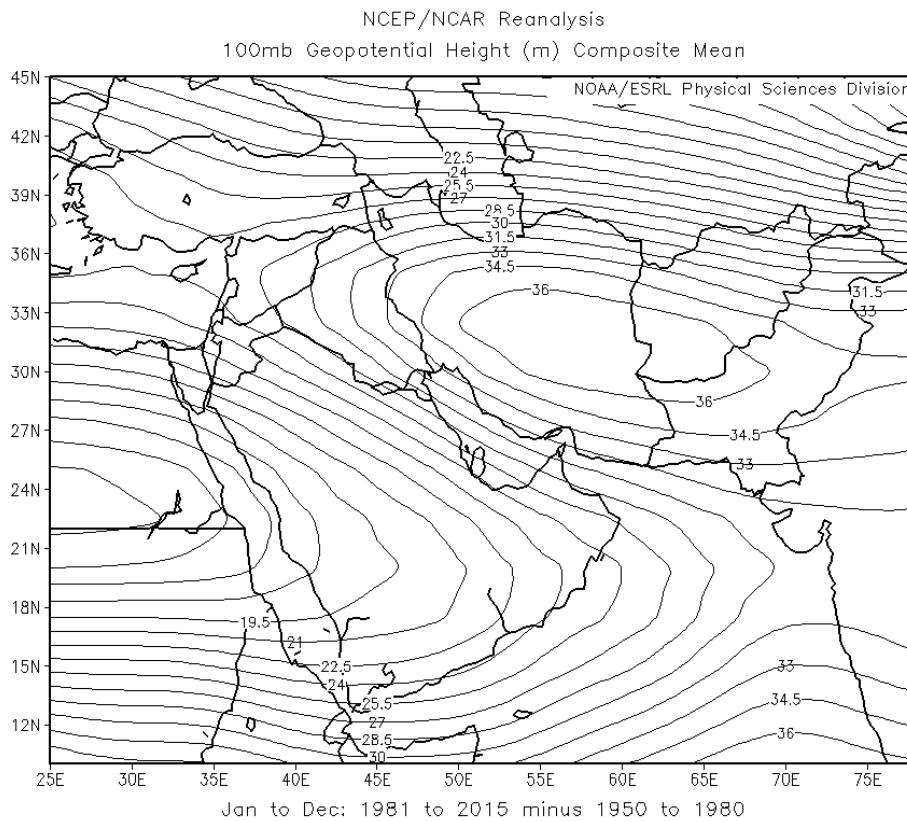 NCEP/NCAR Reanalysis
100mb Geopotential Height (m) Composite Mean
45N
NOAA/ESRL Physical Sciences Division
42N
22.5
24
39N
25.5
27
28.5
30
36N
31.5
33
34.5
36
31.5
33N
33
30N
36
27N
34.5
33
24N
21N
18N
19.5
21
15N
22.5
33
24
34.5
25.5
12N
27
36
28.5
30
25E 30E 35E 40E 45E 50E 55E 60E 65E 70E 75E
Jan to Dec: 1981 to 2015 minus 1950 to 1980